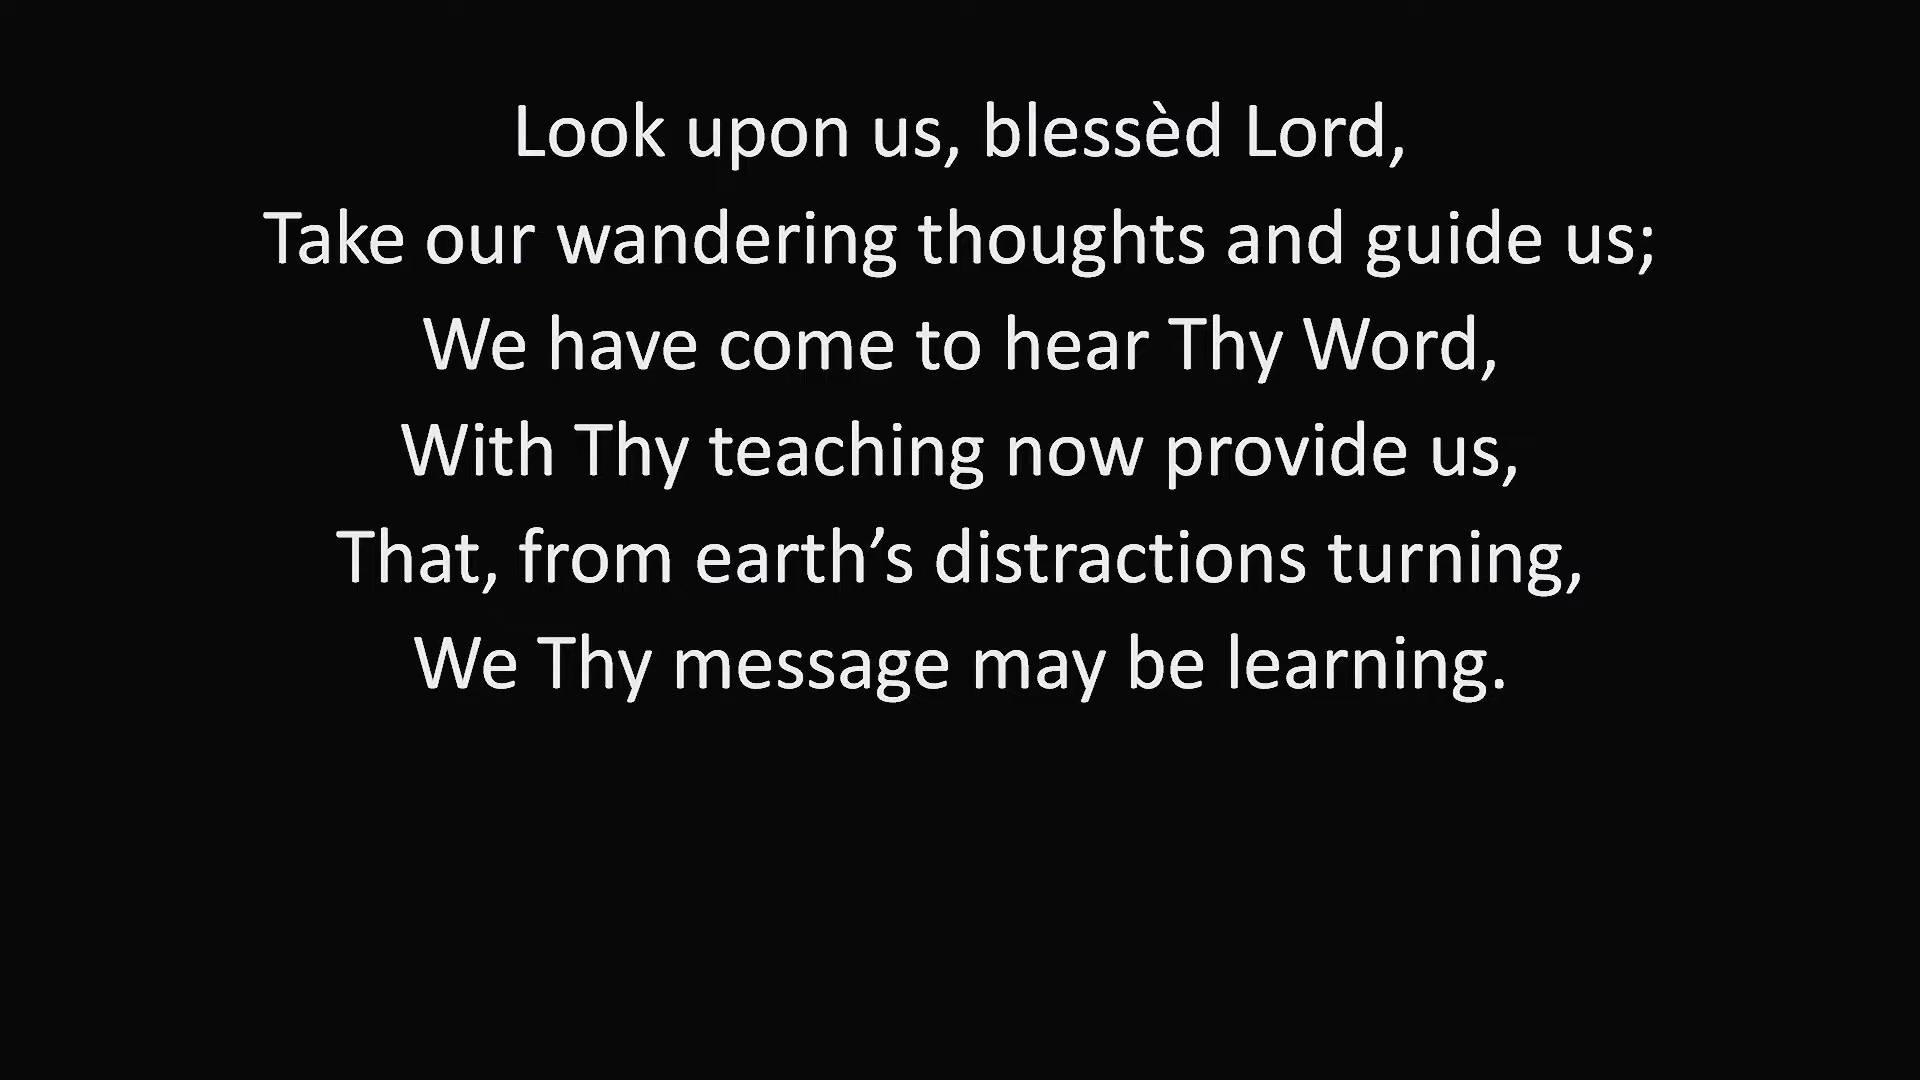 Look upon us, blessèd Lord,
Take our wandering thoughts and guide us;
We have come to hear Thy Word,
With Thy teaching now provide us,
That, from earth’s distractions turning,
We Thy message may be learning.